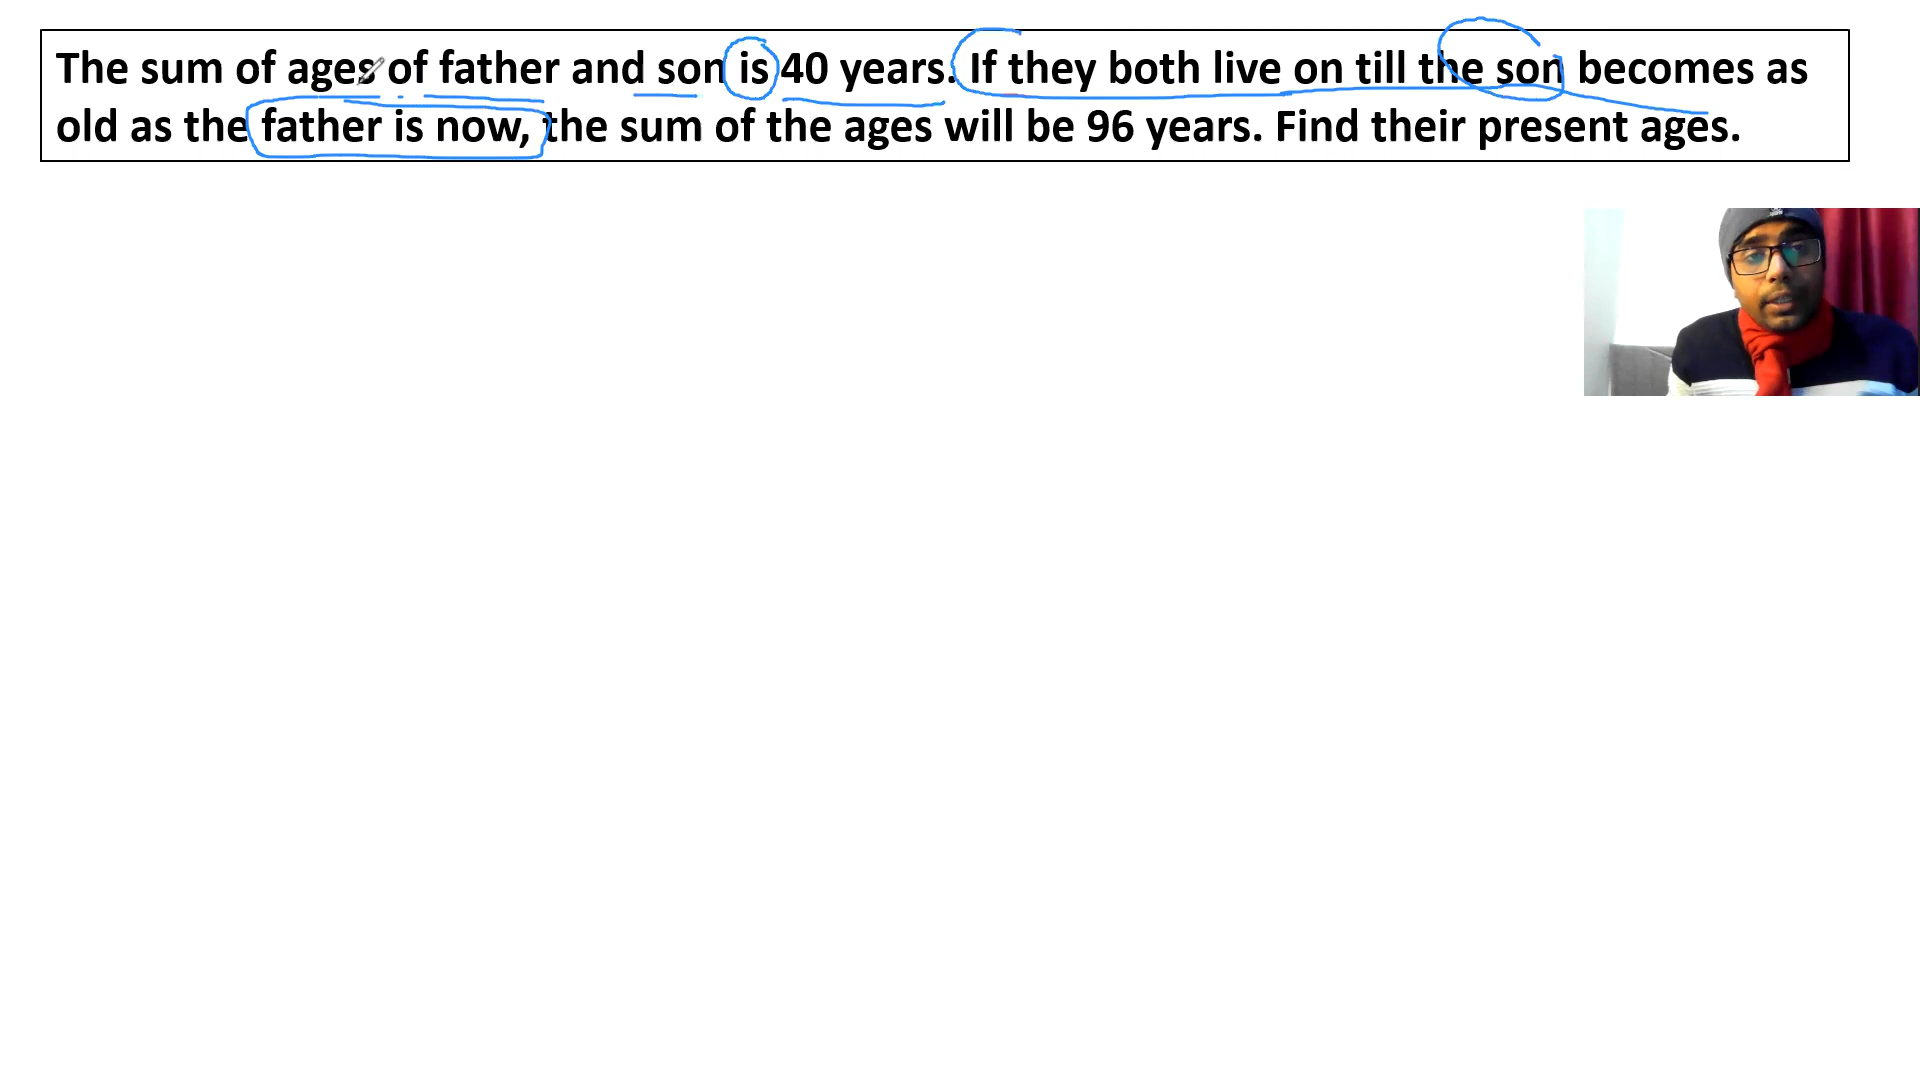 The sum of ages of father and son is 40 years. If they both live on till the son becomes as
old as the father is now, the sum of the ages will be 96 years. Find their present ages.